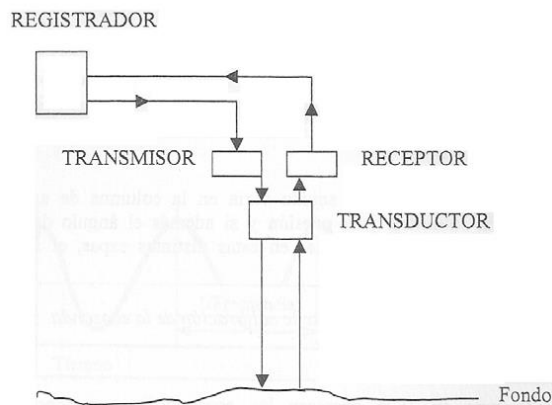 REGISTRADOR
TRANSMISOR
RECEPTOR
TRANSDUCTOR
Fondo